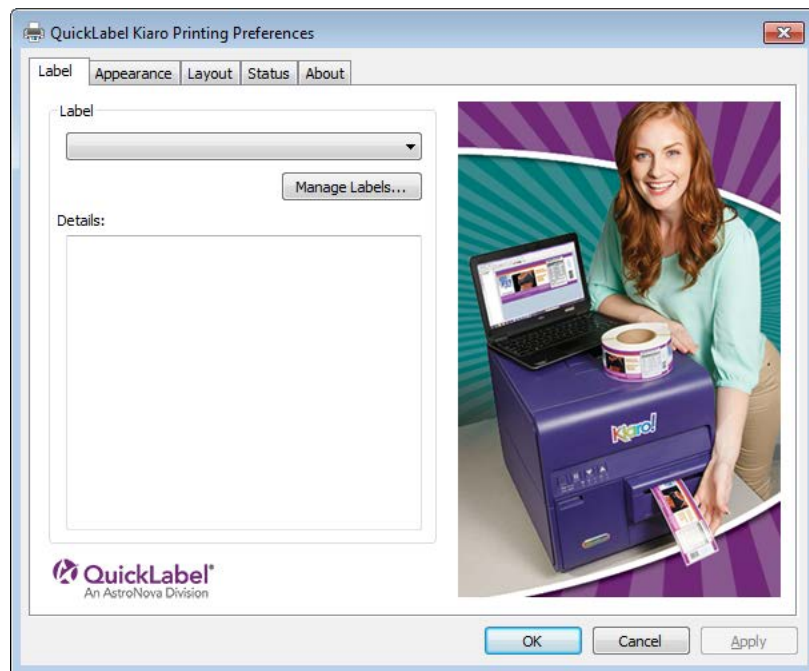 QuickLabel Kiaro Printing Preferences
Label Appearance Layout Status About
Label
Manage Labels...
Details:
Kiaro!
QuickLabel®
An AstroNova Division
OK Cancel Apply